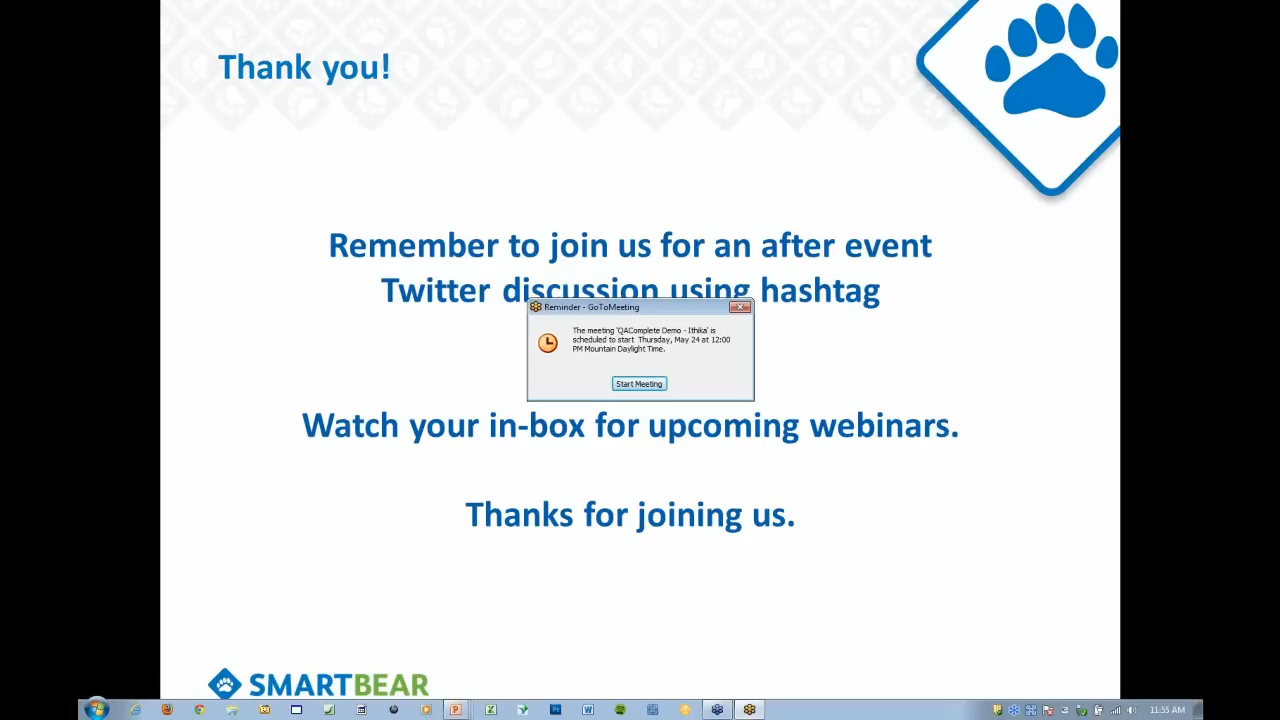 Thank you!
Remember to join us for an after event
Twitter discussion using hashtag
Reminder - GoToMeeting
The meeting 'QAComplete Demo - Ithika' is
scheduled to start Thursday, May 24 at 12:00
PM Mountain Daylight Time.
Start Meeting
Watch your in-box for upcoming webinars.
Thanks for joining us.
SMARTBEAR
11:55 AM